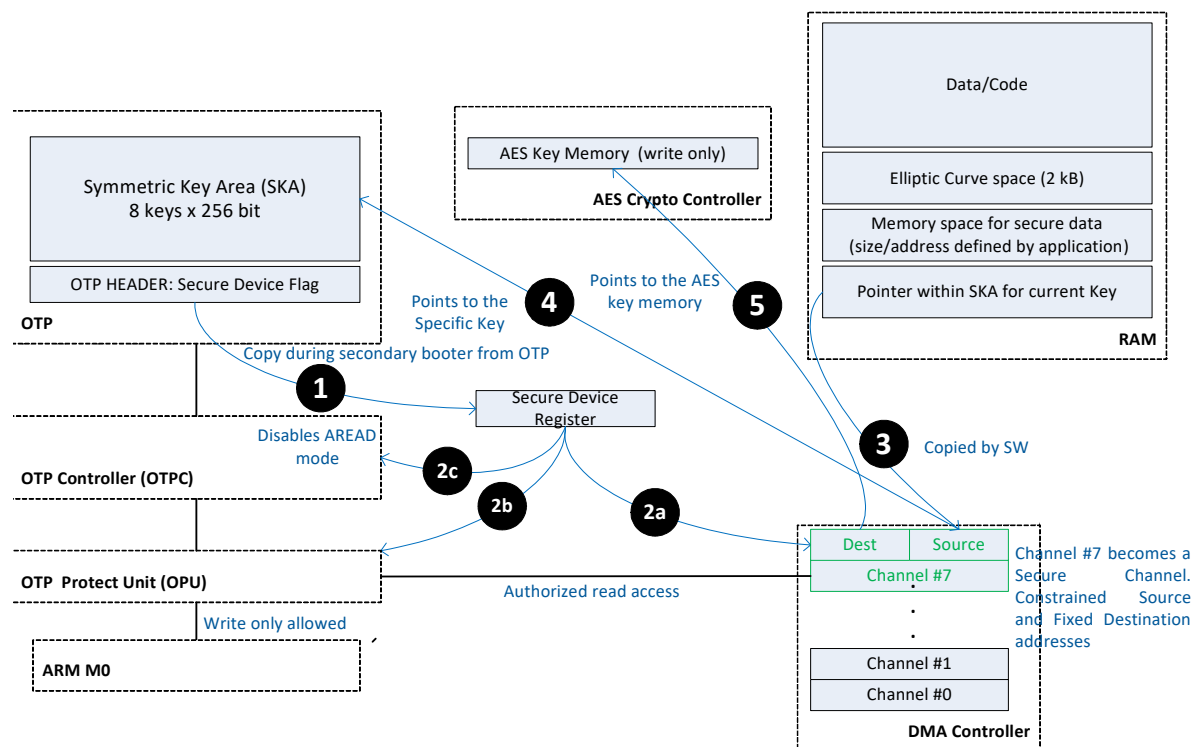 Data/Code
Elliptic Curve space (2 kB)
Memory space for secure data
(size/address defined by application)
Pointer within SKA for current Key
RAM
AES Key Memory (write only)
AES Crypto Controller
Symmetric Key Area (SKA)
8 keys x 256 bit
OTP HEADER: Secure Device Flag
OTP
Points to the
Specific Key
4
Points to the AES
key memory
5
Copy during secondary booter from OTP
1
Secure Device
Register
3
Copied by SW
Disables AREAD
mode
OTP Controller (OTPC)
2c
2b
2a
Dest
Source
Channel #7
Channel #7 becomes a
Secure Channel.
Constrained Source
and Fixed Destination
addresses
OTP Protect Unit (OPU)
Authorized read access
Write only allowed
ARM M0
Channel #1
Channel #0
DMA Controller